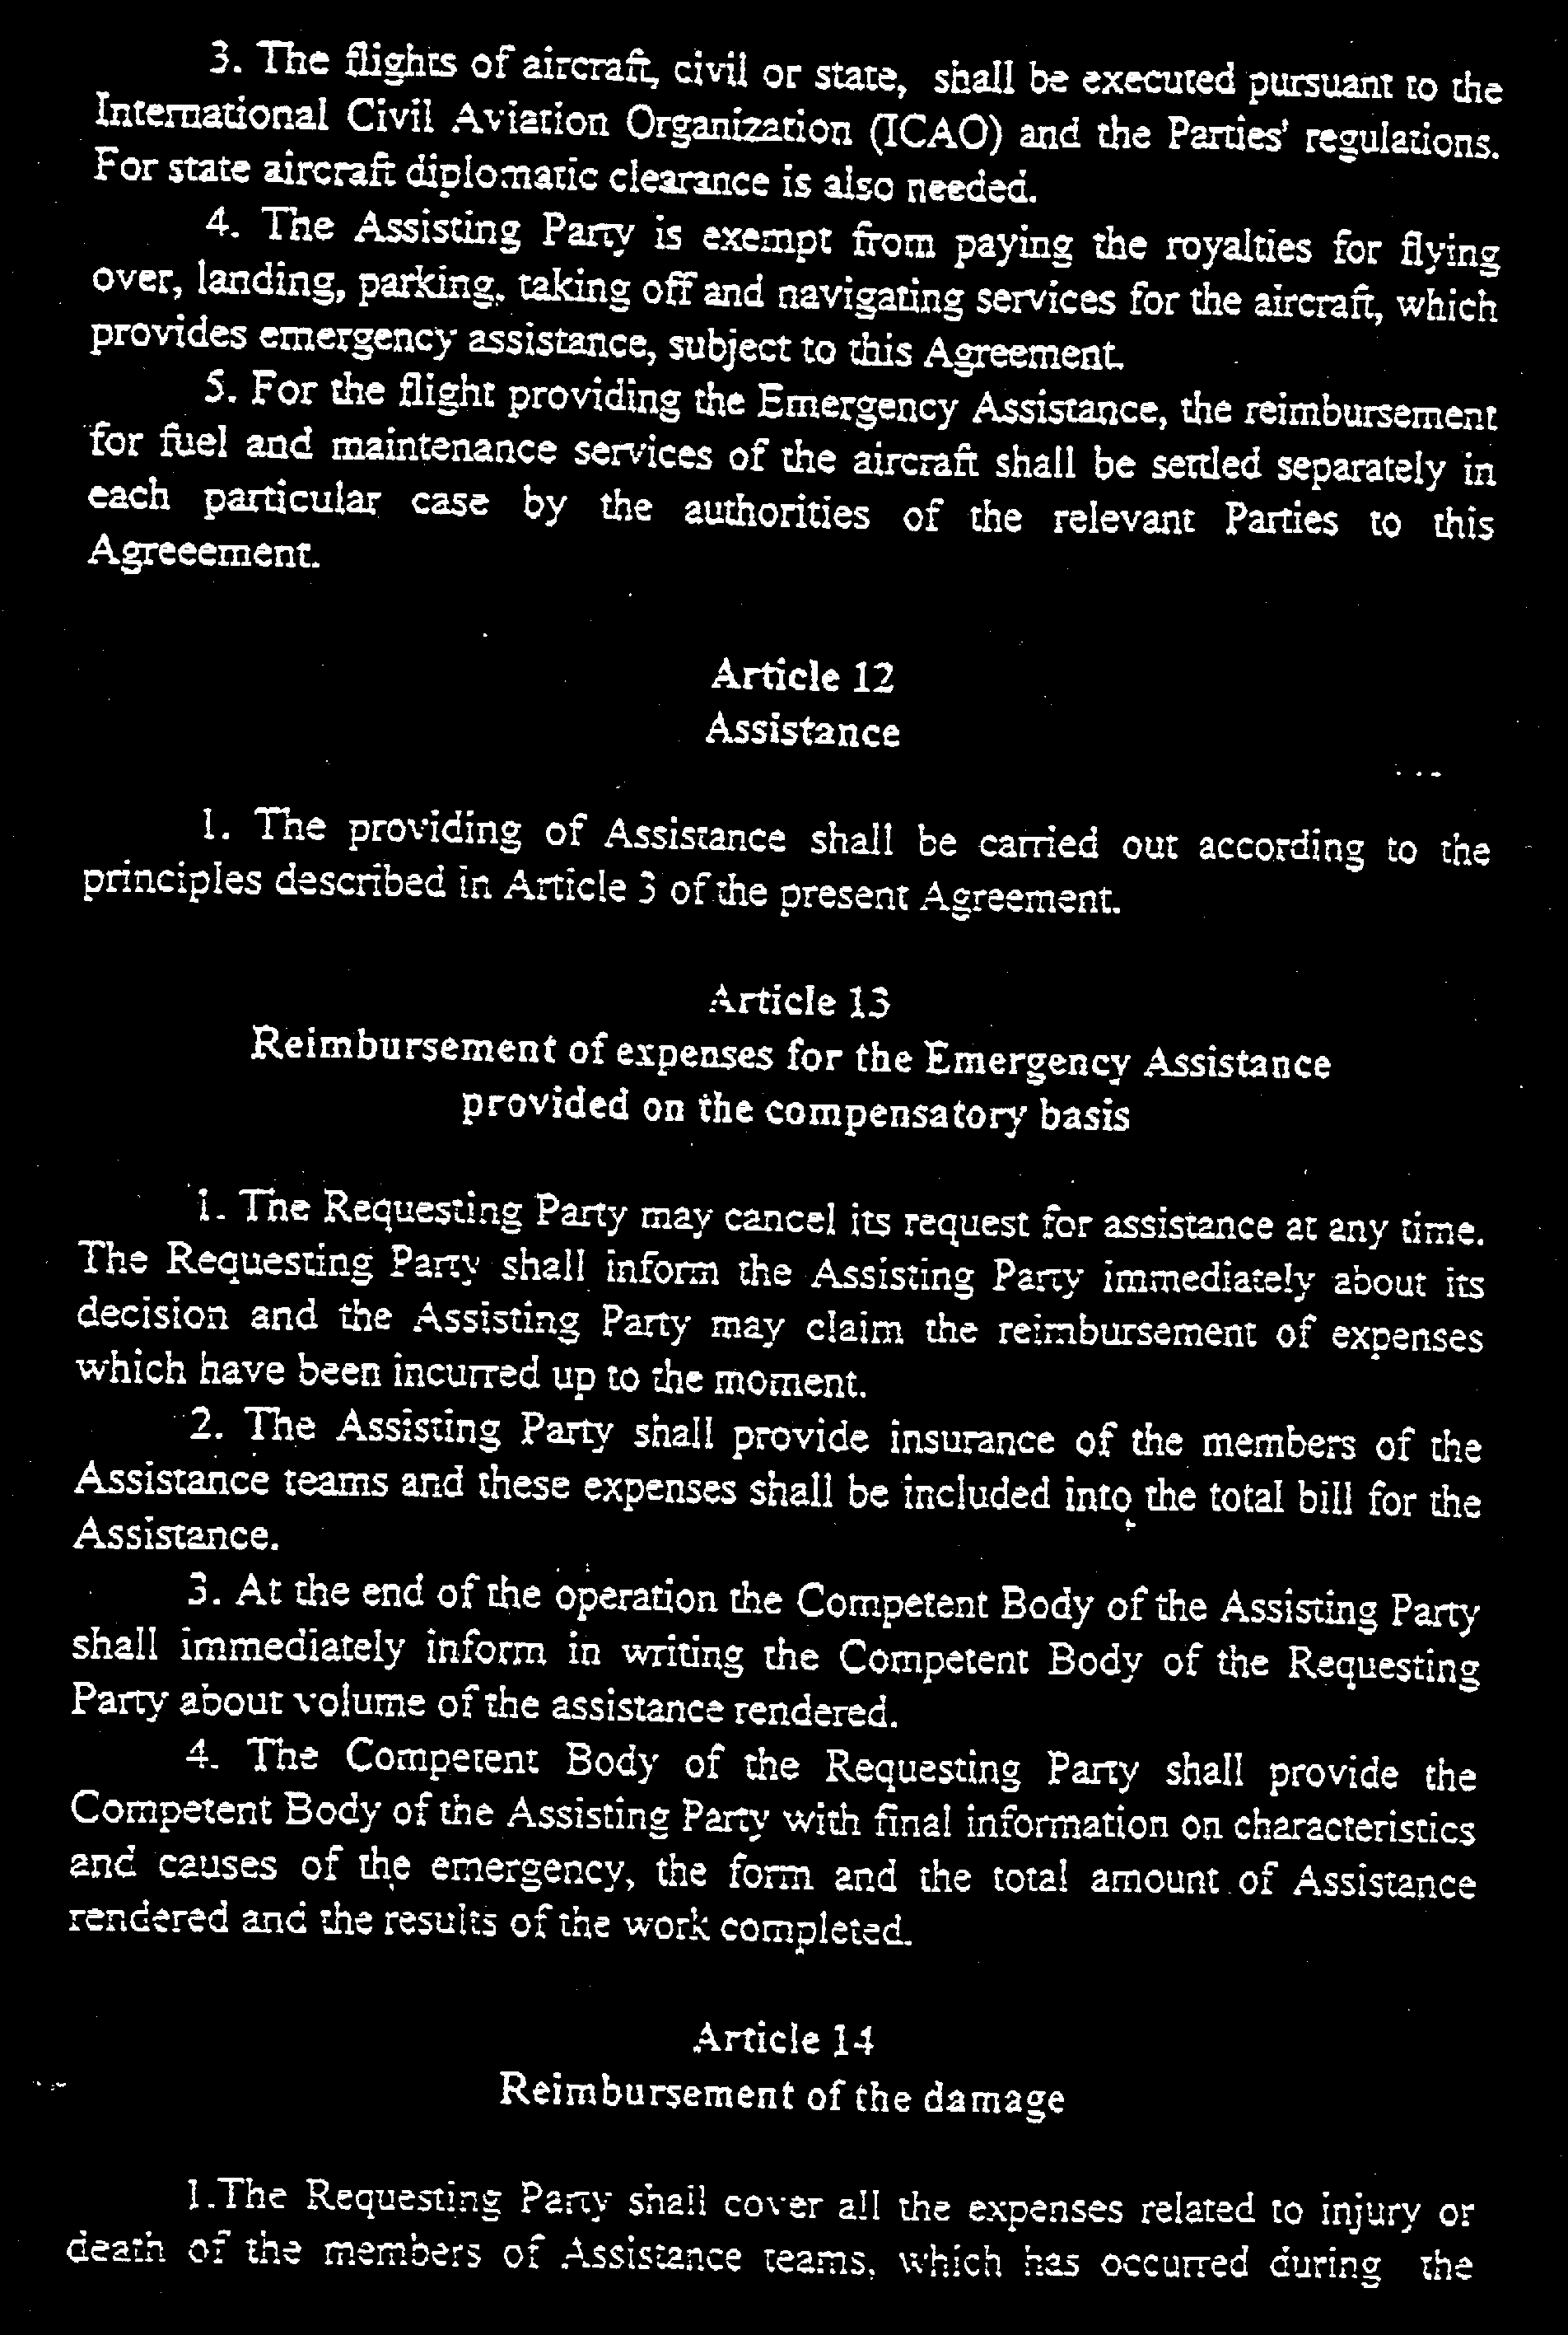 3. The flights of aircraft, civil or state, shall be executed pursuant to the
International Civil Aviation Organization (ICAO) and the Parties' regulations.
For state aircraft diplomatic clearance is also needed.
4. The Assisting Party is exempt from paying the royalties for flying
over, landing, parking, taking off and navigating services for the aircraft, which
provides emergency assistance, subject to this Agreement.
5. For the flight providing the Emergency Assistance, the reimbursement
for fuel and maintenance services of the aircraft shall be settled separately in
each particular case by the authorities of the relevant Parties to this
Agreeement.
Article 12
Assistance
1. The providing of Assistance shall be carried out according to the
principles described in Article 3 of the present Agreement.
Article 13
Reimbursement of expenses for the Emergency Assistance
provided on the compensatory basis
1. The Requesting Party may cancel its request for assistance at any time.
The Requesting Party shall inform the Assisting Party immediately about its
decision and the Assisting Party may claim the reimbursement of expenses
which have been incurred up to the moment.
2. The Assisting Party shall provide insurance of the members of the
Assistance teams and these expenses shall be included into the total bill for the
Assistance.
3. At the end of the operation the Competent Body of the Assisting Party
shall immediately inform in writing the Competent Body of the Requesting
Party about volume of the assistance rendered.
4. The Competent Body of the Requesting Party shall provide the
Competent Body of the Assisting Party with final information on characteristics
and causes of the emergency, the form and the total amount of Assistance
rendered and the results of the work completed.
Article 14
Reimbursement of the damage
1.The Requesting Party shall cover all the expenses related to injury or
death of the members of Assistance teams, which has occurred during the